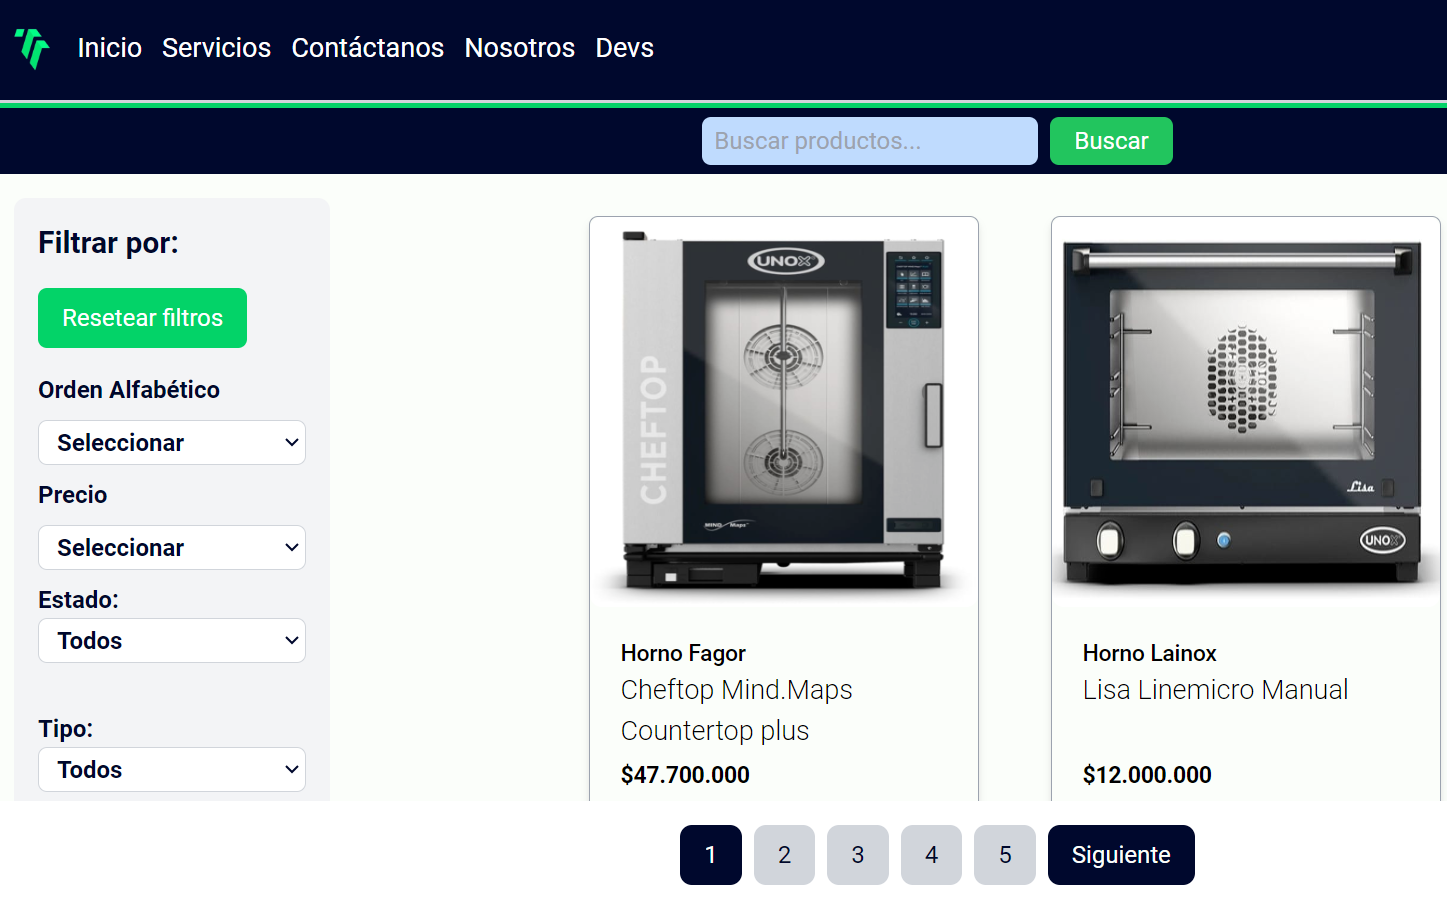 Inicio Servicios Contáctanos Nosotros Devs
Buscar productos... Buscar
Filtrar por:
Resetear filtros
Orden Alfabético
Seleccionar
Precio
Seleccionar
Estado:
Todos
Tipo:
Todos
UNOX
CHEFTOP
MIND.Maps
Horno Fagor
Cheftop Mind.Maps
Countertop plus
$47.700.000
Lisa
UNOX
Horno Lainox
Lisa Linemicro Manual
$12.000.000
1 2 3 4 5 Siguiente